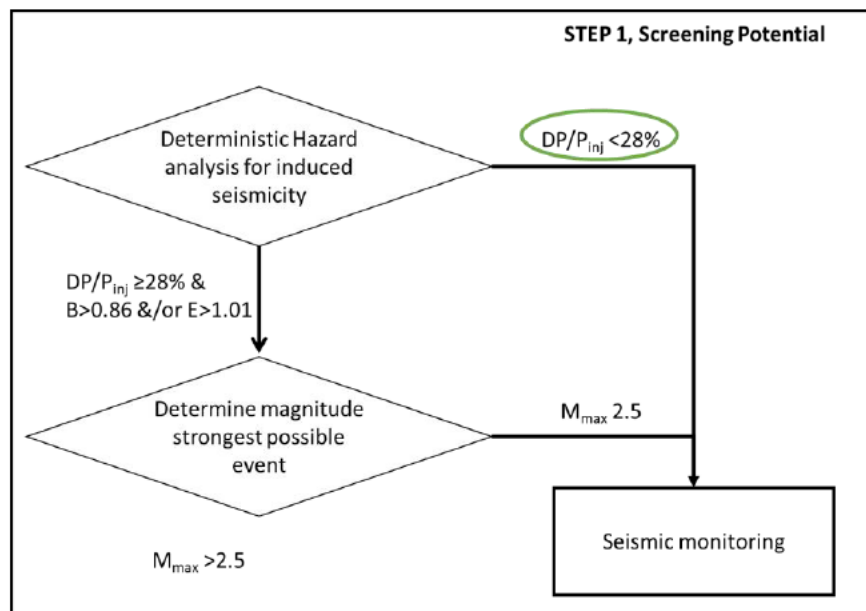 STEP 1, Screening Potential
Deterministic Hazard
analysis for induced
seismicity
DP/Pinj <28%
DP/Pinj ≥28% &
B>0.86 &/or E>1.01
Determine magnitude
strongest possible
event
Mmax 2.5
Seismic monitoring
Mmax >2.5